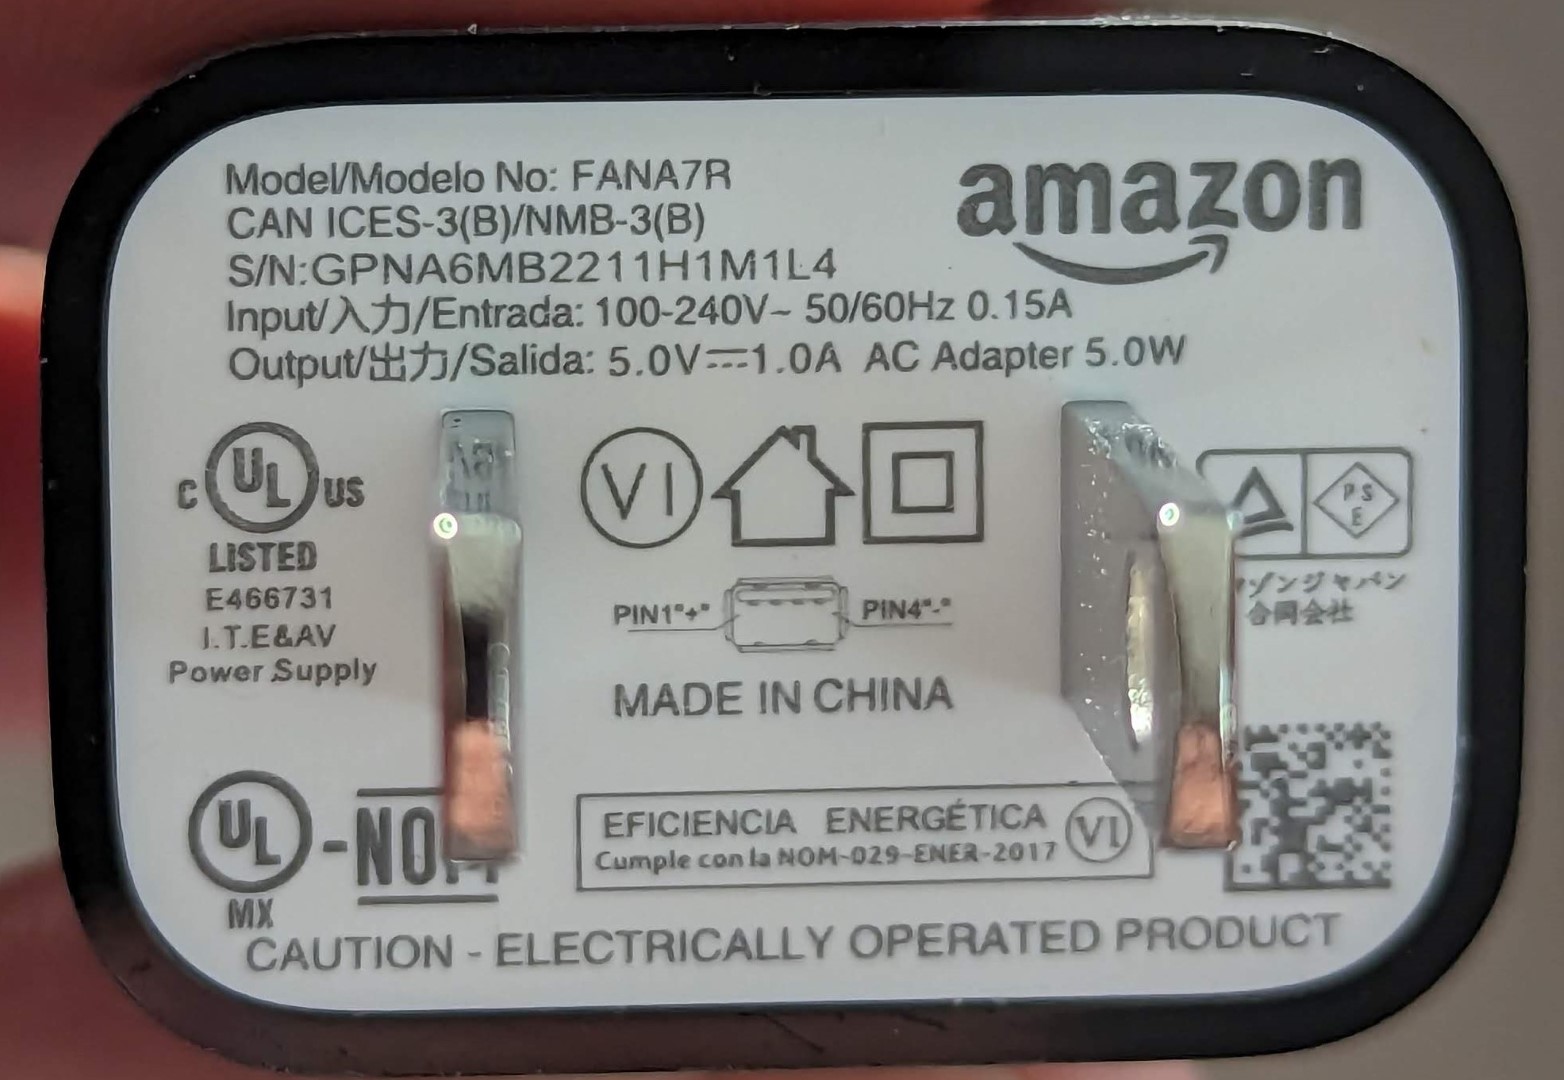 Model/Modelo No: FANA7R
CAN ICES-3(B)/NMB-3(B)
S/N:GPNA6MB2211H1M1L4
Input/入力/Entrada: 100-240V~ 50/60Hz 0.15A
Output/出力/Salida: 5.0V⎓1.0A AC Adapter 5.0W
amazon
C UL US
LISTED
E466731
I.T.E&AV
Power Supply
VI
PS
E
PIN1"+" PIN4"-"
合同会社
MADE IN CHINA
UL
MX
EFICIENCIA ENERGÉTICA VI
Cumple con la NOM-029-ENER-2017
CAUTION - ELECTRICALLY OPERATED PRODUCT